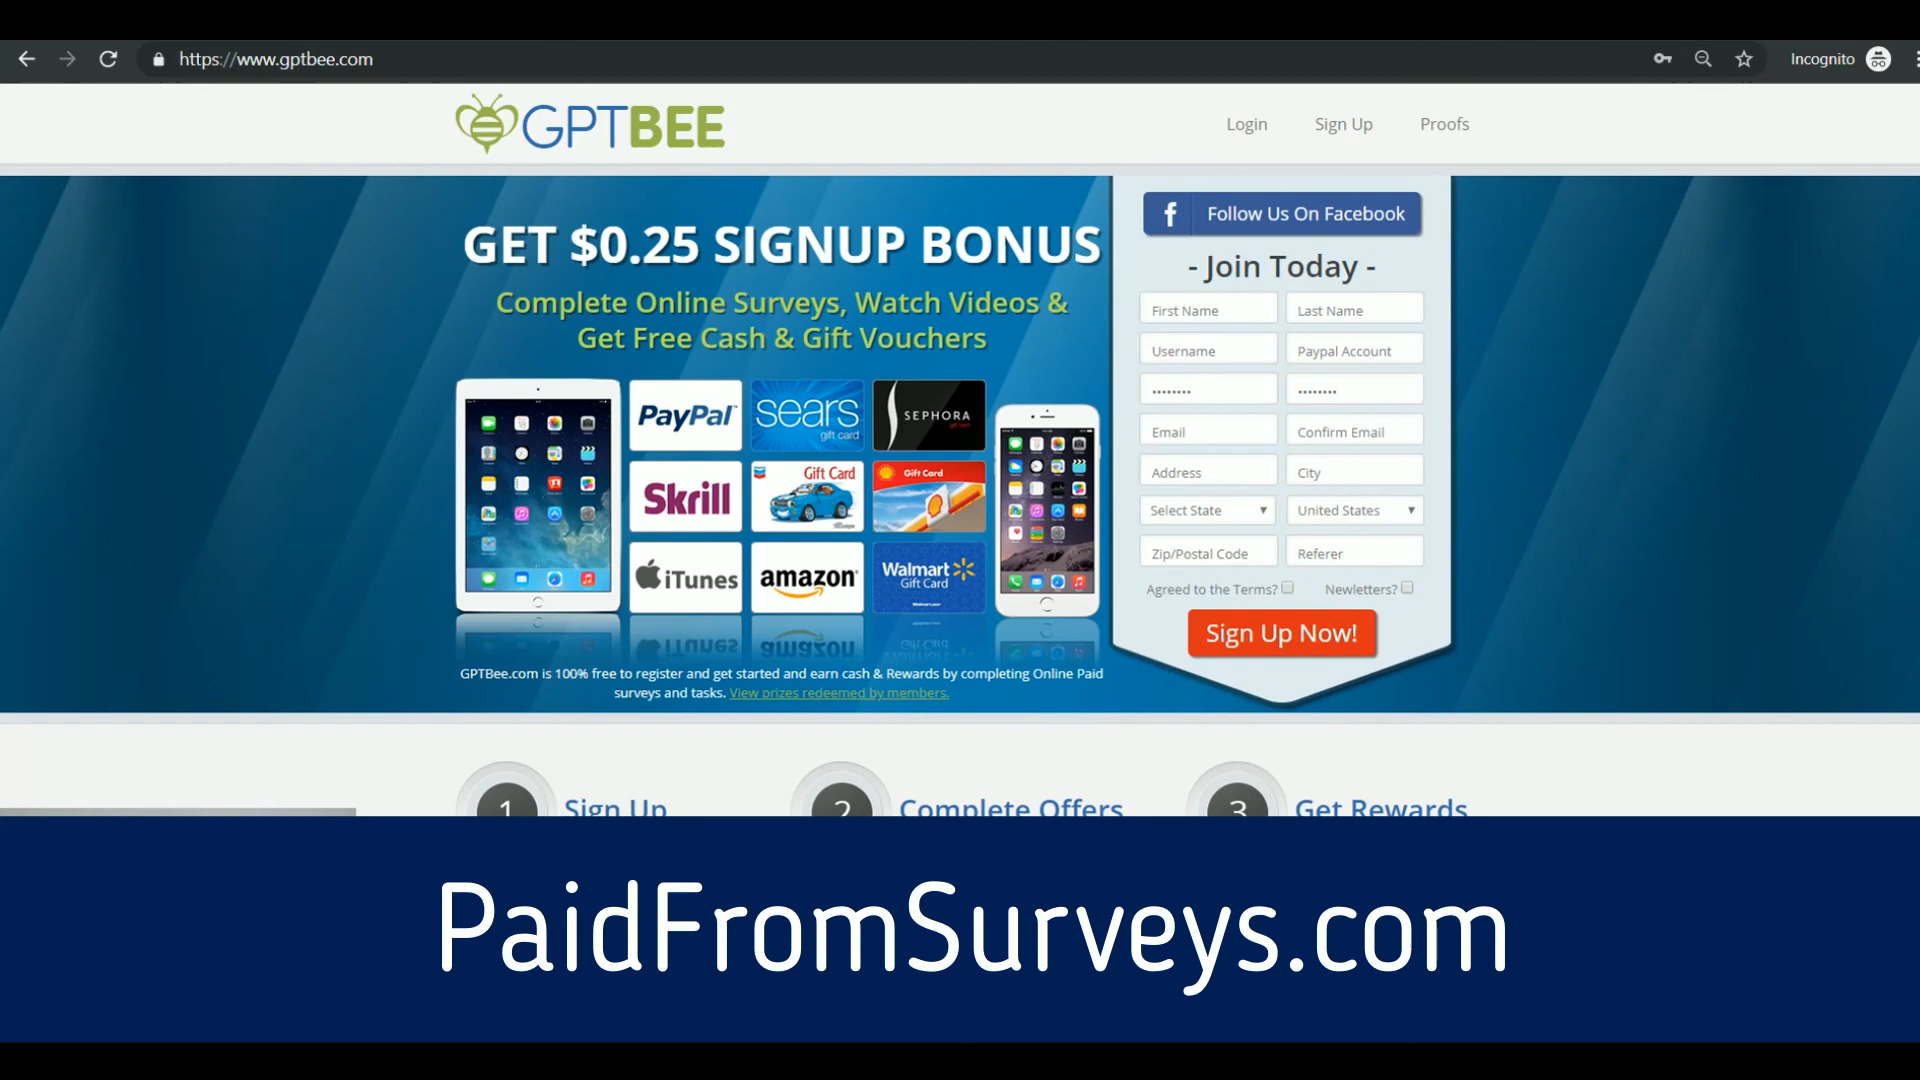 https://www.gptbee.com
Incognito
GPTBEE
Login
Sign Up
Proofs
GET $0.25 SIGNUP BONUS
Complete Online Surveys, Watch Videos &
Get Free Cash & Gift Vouchers
PayPal
sears
gift card
SEPHORA
gift card
Skrill
Gift Card
Gift Card
iTunes
amazon
Walmart
Gift Card
Walmart.com
GPTBee.com is 100% free to register and get started and earn cash & Rewards by completing Online Paid
surveys and tasks. View prizes redeemed by members.
f Follow Us On Facebook
- Join Today -
First Name
Last Name
Username
Paypal Account
••••••••
••••••••
Email
Confirm Email
Address
City
Select State
United States
Zip/Postal Code
Referer
Agreed to the Terms?
Newletters?
Sign Up Now!
1 Sign Up
2 Complete Offers
3 Get Rewards
PaidFromSurveys.com